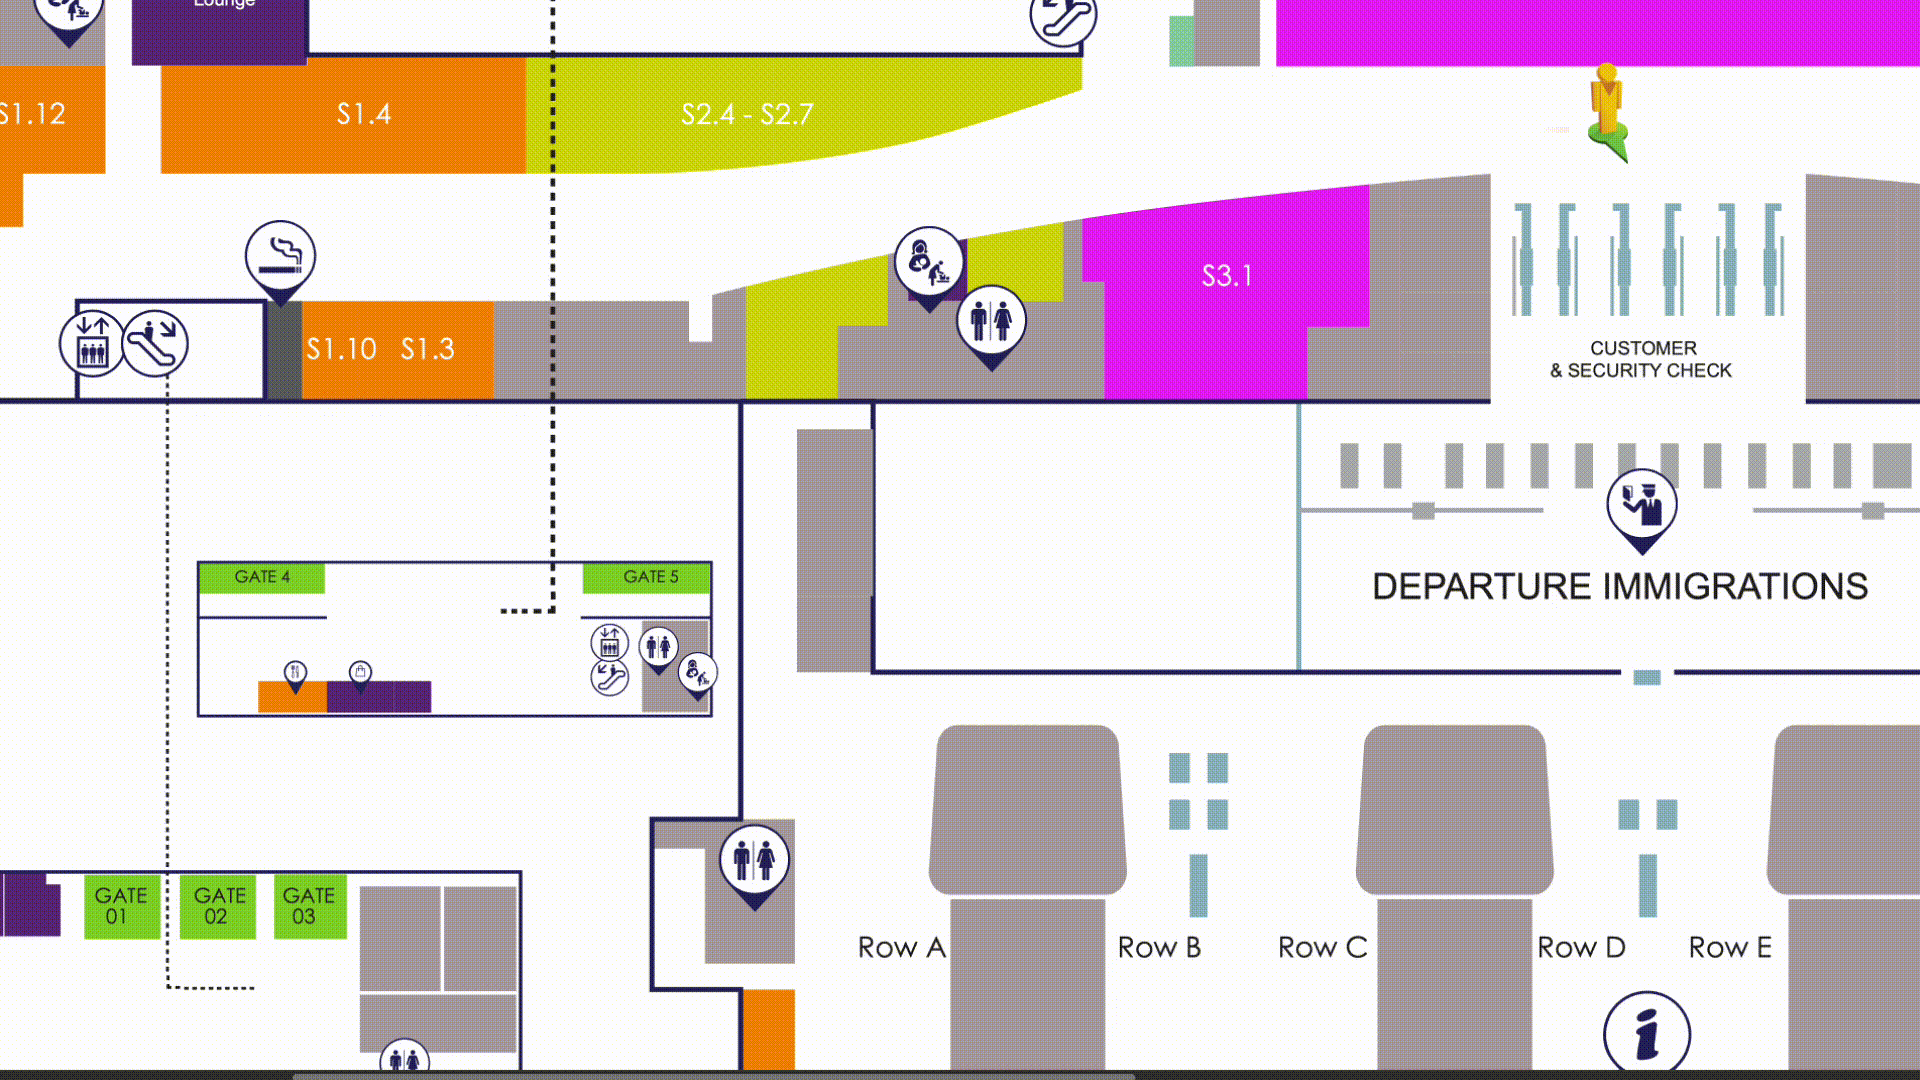 Lounge
S1.12
S1.4
S2.4 - S2.7
S3.1
S1.10 S1.3
CUSTOMER
& SECURITY CHECK
GATE 4
GATE 5
DEPARTURE IMMIGRATIONS
GATE
01
GATE
02
GATE
03
Row A
Row B
Row C
Row D
Row E
i